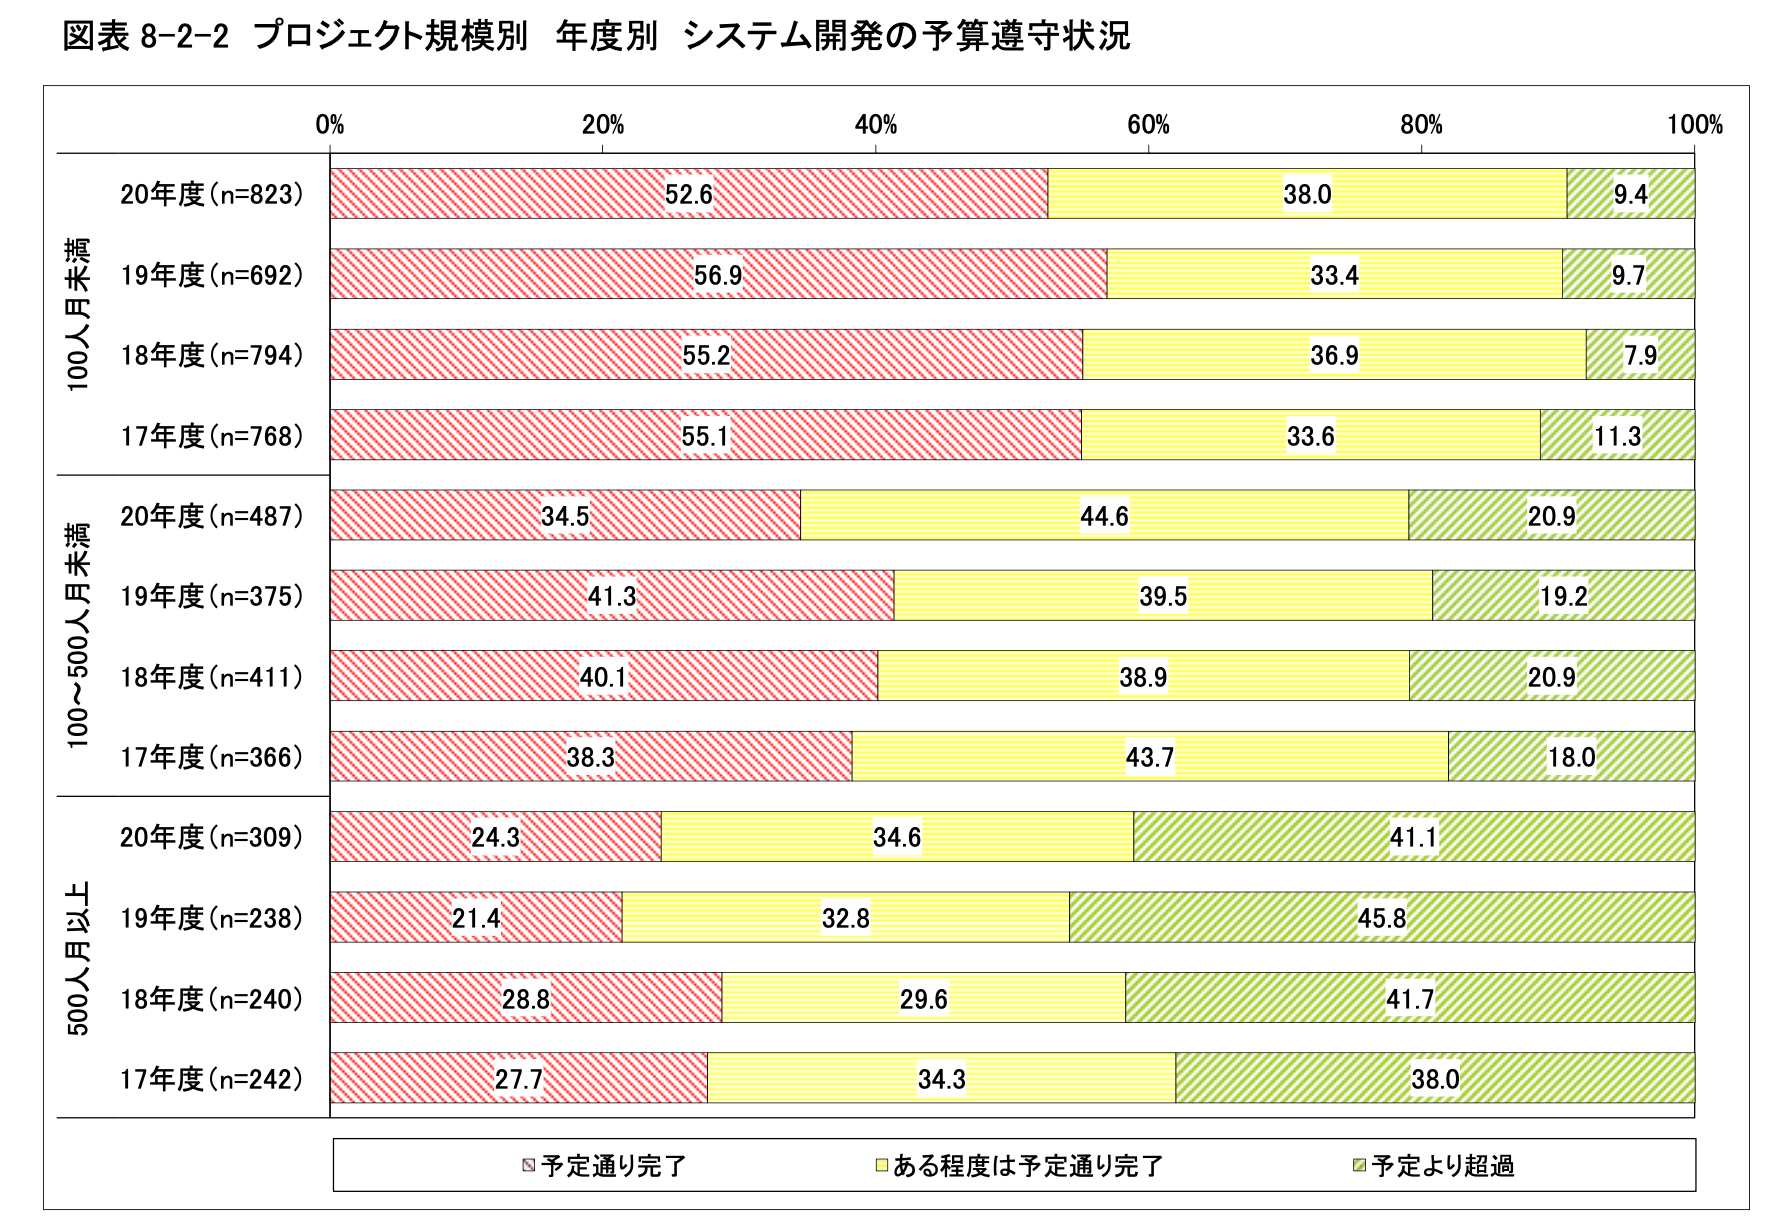 図表 8-2-2　プロジェクト規模別　年度別　システム開発の予算遵守状況
0% 20% 40% 60% 80% 100%
100人月未満
20年度(n=823) 52.6 38.0 9.4
19年度(n=692) 56.9 33.4 9.7
18年度(n=794) 55.2 36.9 7.9
17年度(n=768) 55.1 33.6 11.3
100～500人月未満
20年度(n=487) 34.5 44.6 20.9
19年度(n=375) 41.3 39.5 19.2
18年度(n=411) 40.1 38.9 20.9
17年度(n=366) 38.3 43.7 18.0
500人月以上
20年度(n=309) 24.3 34.6 41.1
19年度(n=238) 21.4 32.8 45.8
18年度(n=240) 28.8 29.6 41.7
17年度(n=242) 27.7 34.3 38.0
予定通り完了 ある程度は予定通り完了 予定より超過